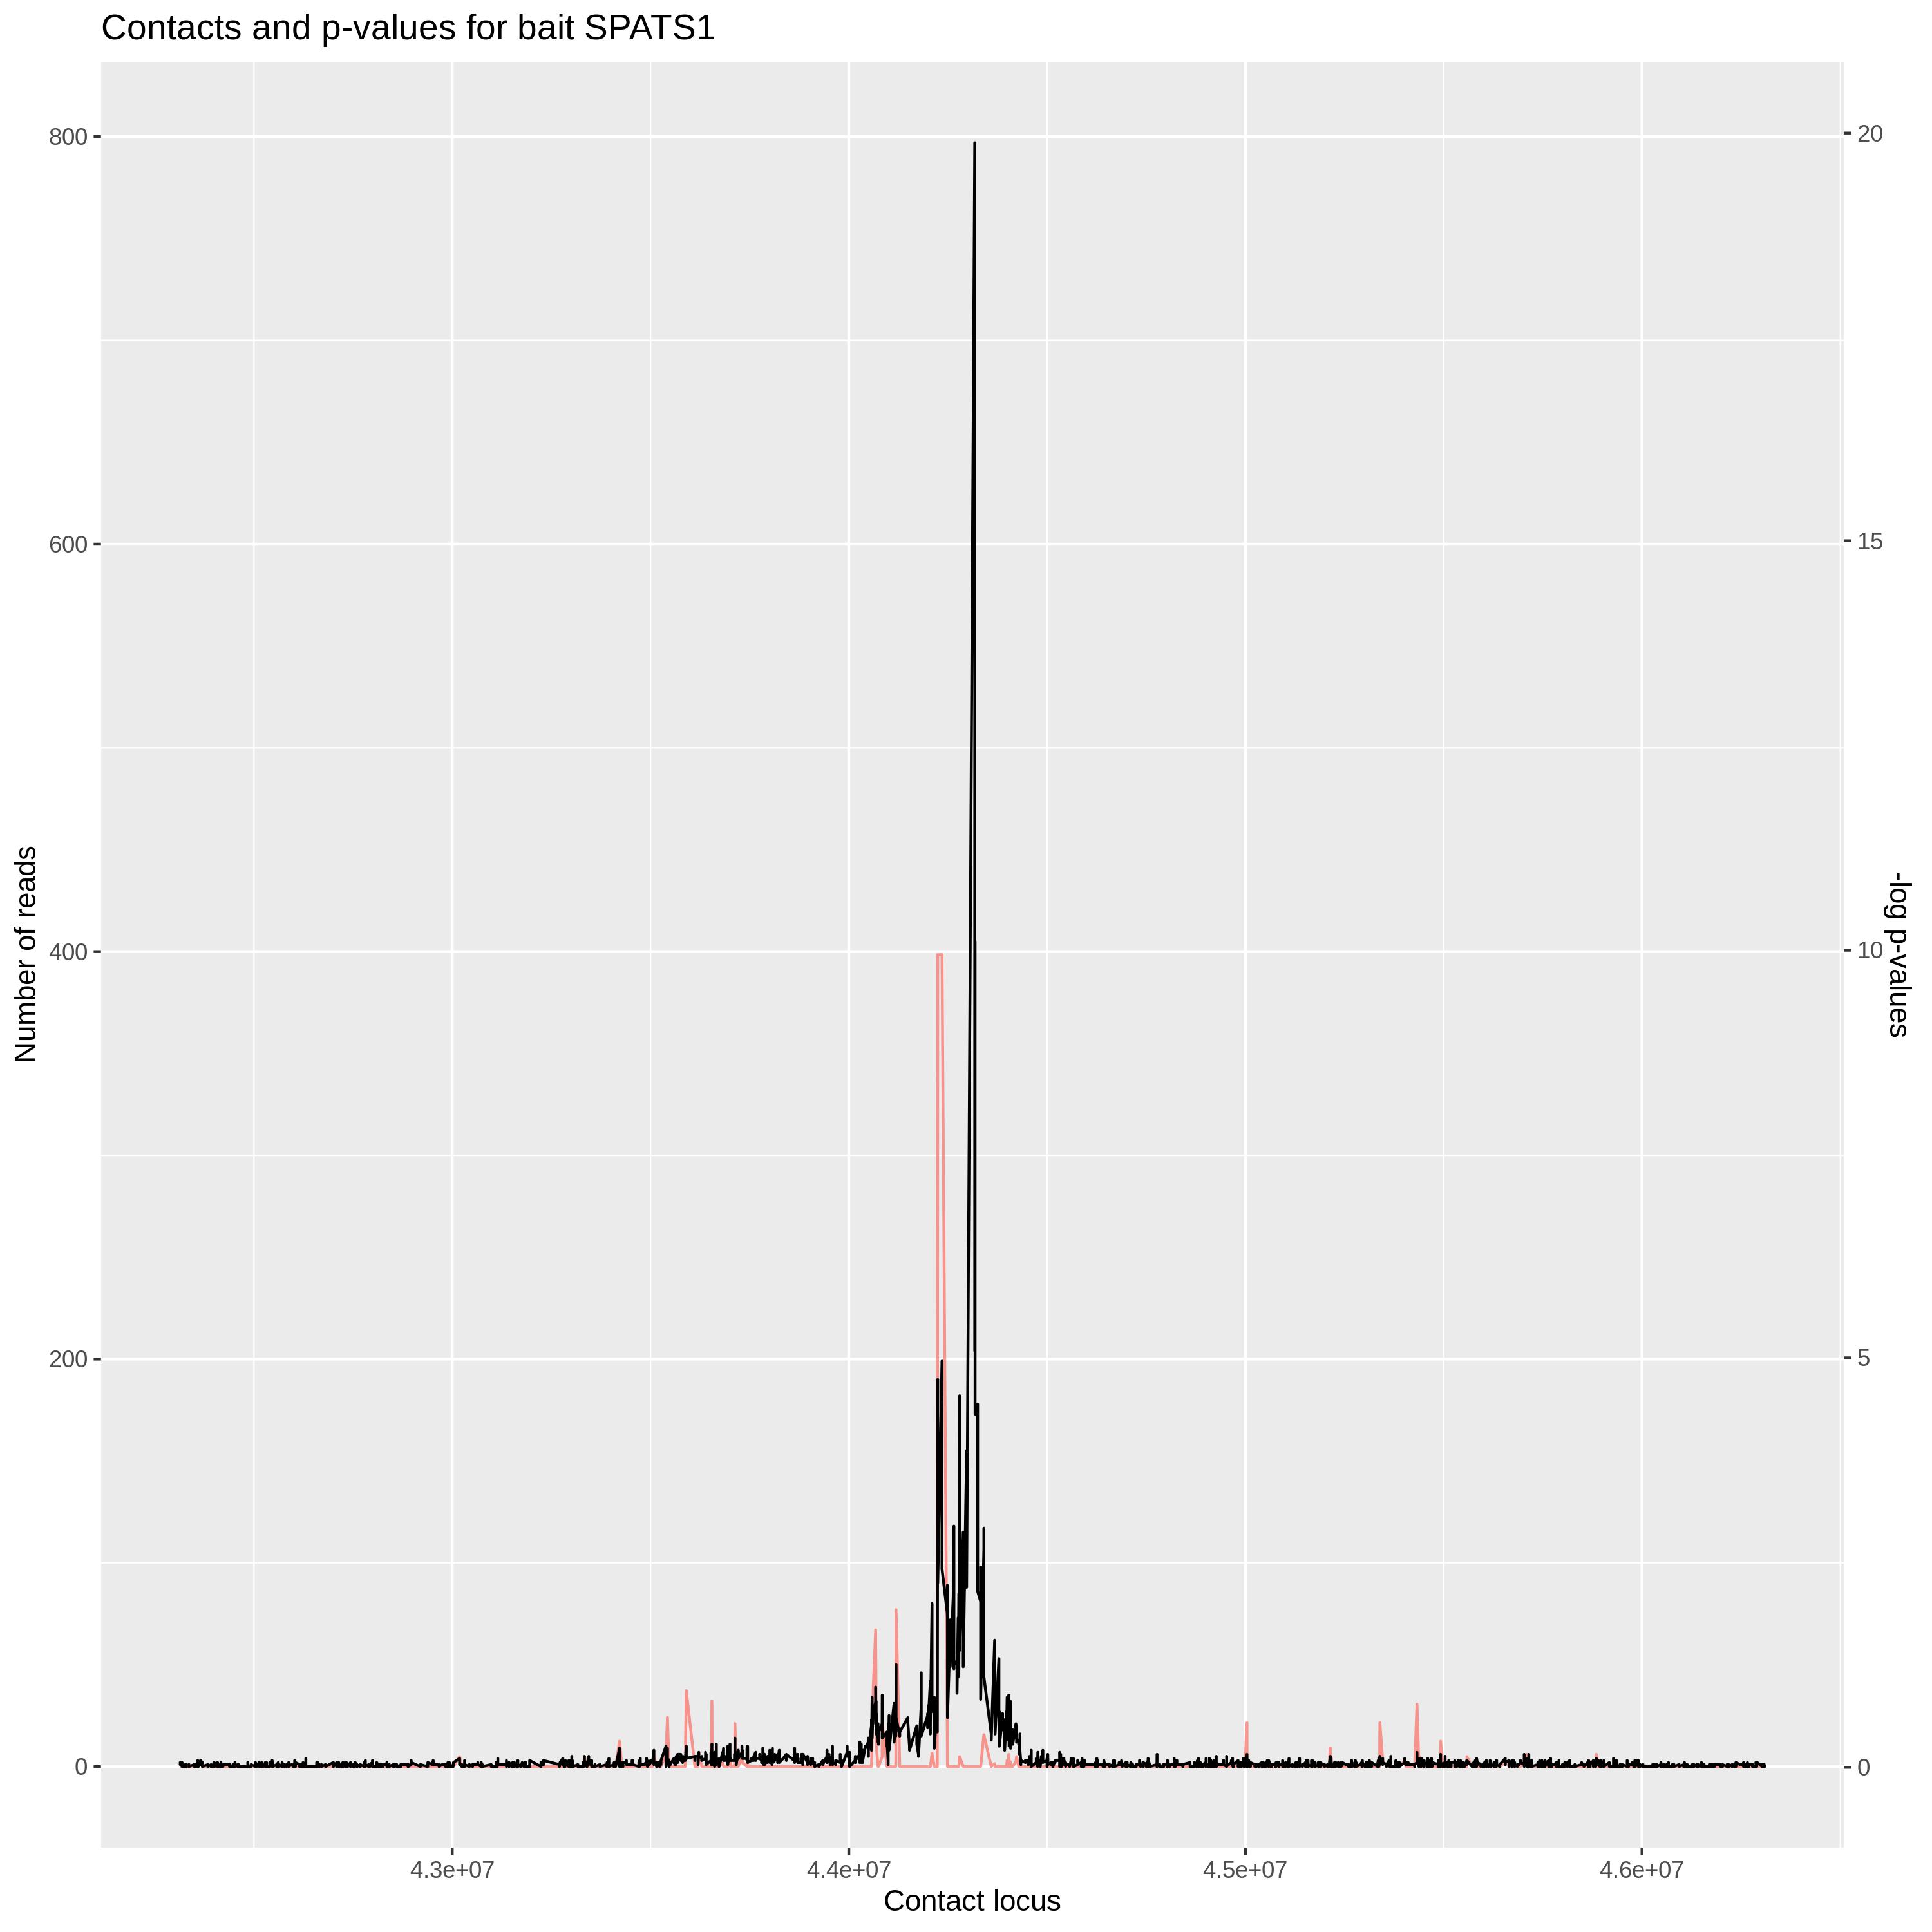 Contacts and p-values for bait SPATS1
800
600
400
200
0
20
15
10
5
0
Number of reads
-log p-values
4.3e+07
4.4e+07
4.5e+07
4.6e+07
Contact locus